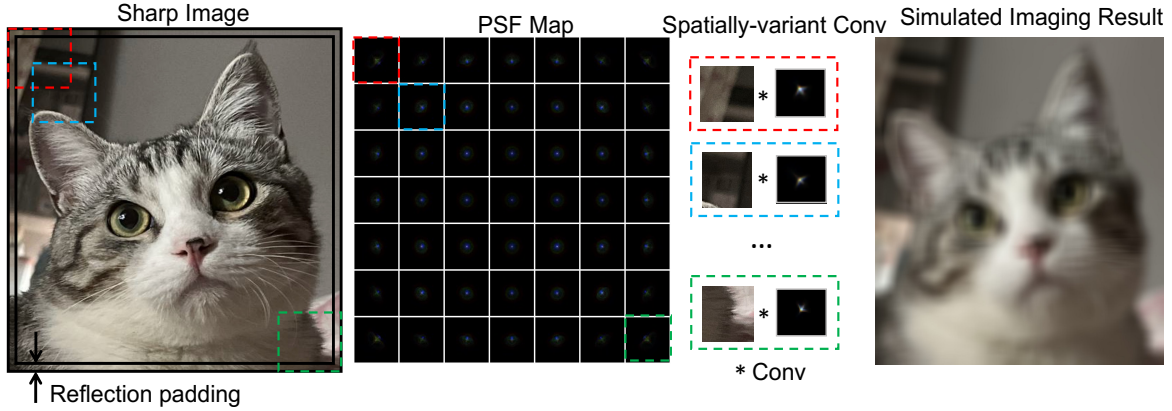 Sharp Image
PSF Map
Spatially-variant Conv
Simulated Imaging Result
*
*
...
*
* Conv
Reflection padding